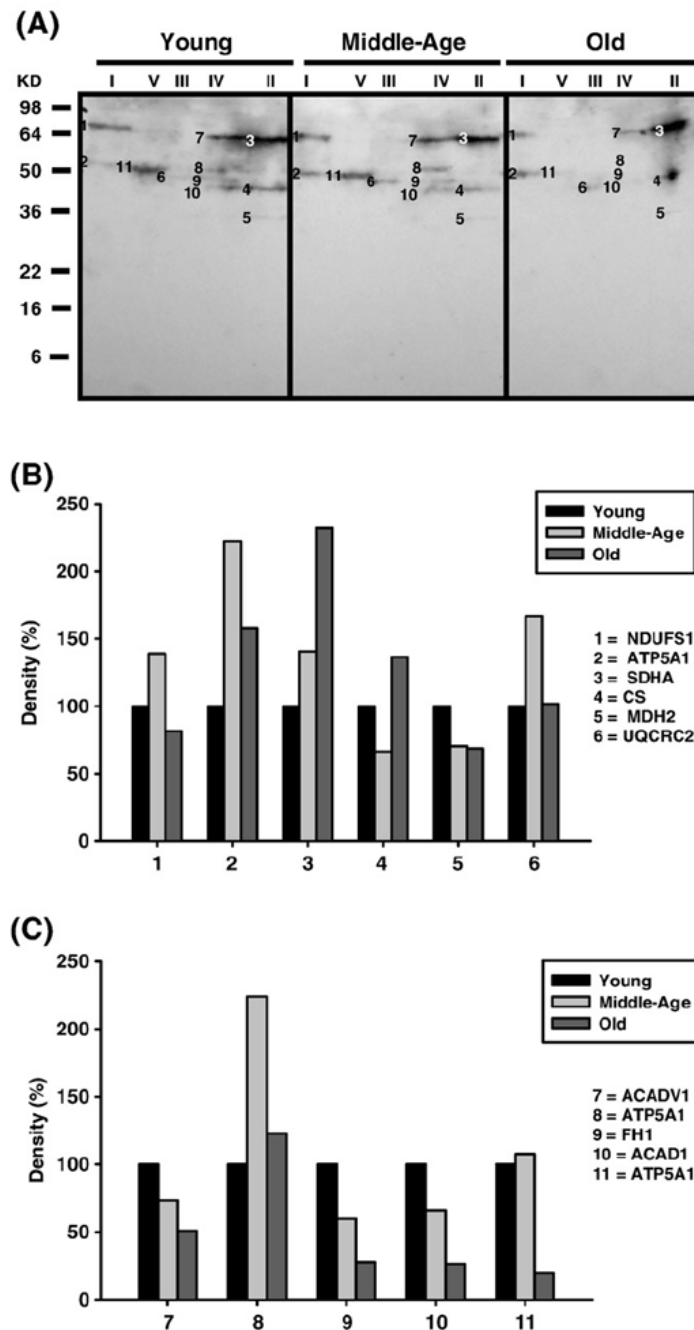 (A)
Young Middle-Age Old
KD I V III IV II I V III IV II I V III IV II
98
64
50
36
22
16
6
1 7 3 1 7 3 1 7 3
2 11 8 2 11 8 2 11 8
6 9 6 9 9 4
10 4 10 4 6 10
5 5 5
(B)
250
200
150
100
50
0
Density (%)
1 2 3 4 5 6
Young
Middle-Age
Old
1 = NDUFS1
2 = ATP5A1
3 = SDHA
4 = CS
5 = MDH2
6 = UQCRC2
(C)
250
200
150
100
50
0
Density (%)
7 8 9 10 11
Young
Middle-Age
Old
7 = ACADV1
8 = ATP5A1
9 = FH1
10 = ACAD1
11 = ATP5A1